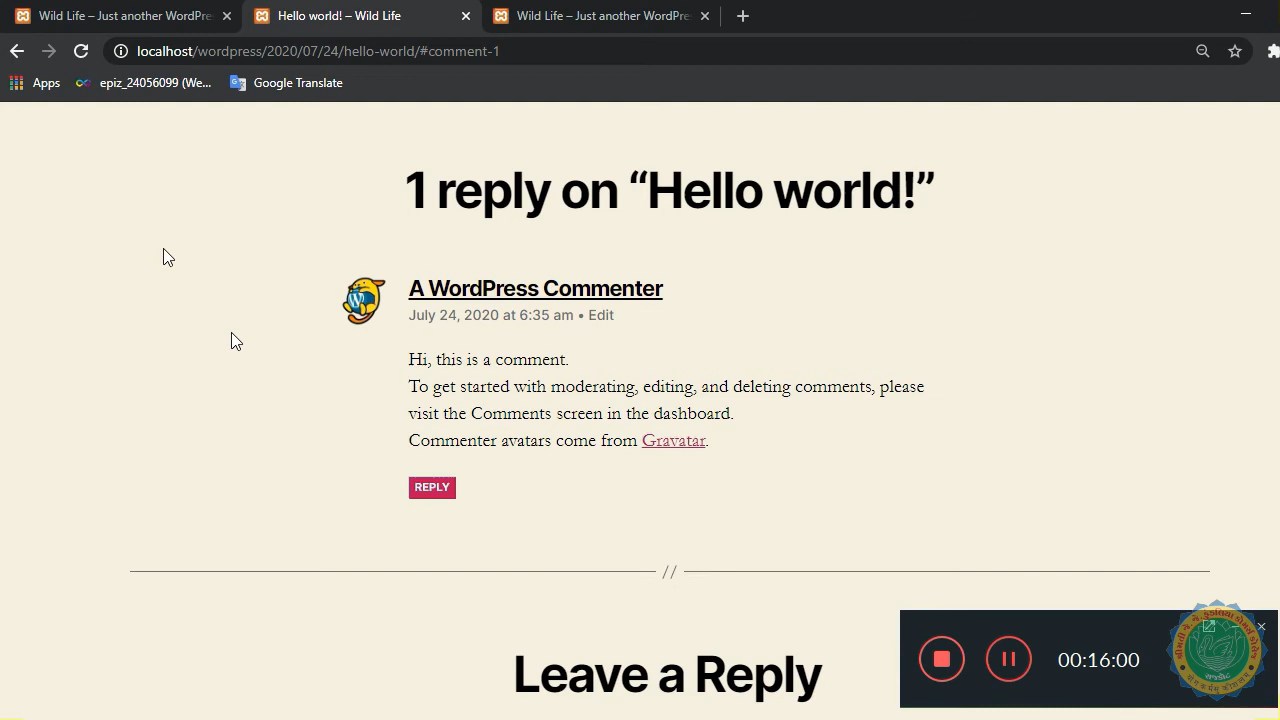 Wild Life – Just another WordPre
Hello world! – Wild Life
Wild Life – Just another WordPre
localhost/wordpress/2020/07/24/hello-world/#comment-1
Apps
epiz_24056099 (We...
Google Translate
1 reply on “Hello world!”
A WordPress Commenter
July 24, 2020 at 6:35 am • Edit
Hi, this is a comment.
To get started with moderating, editing, and deleting comments, please
visit the Comments screen in the dashboard.
Commenter avatars come from Gravatar.
REPLY
//
Leave a Reply
00:16:00